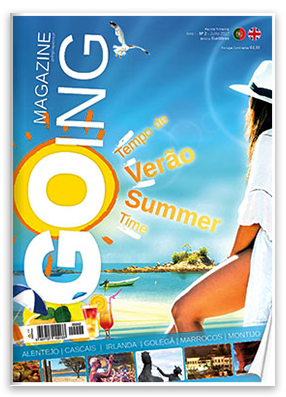 GOING
MAGAZINE
Tempo de
Verão
Summer
Time
ALENTEJO | CASCAIS | IRLANDA | GOLEGÃ | MARROCOS | MONTIJO